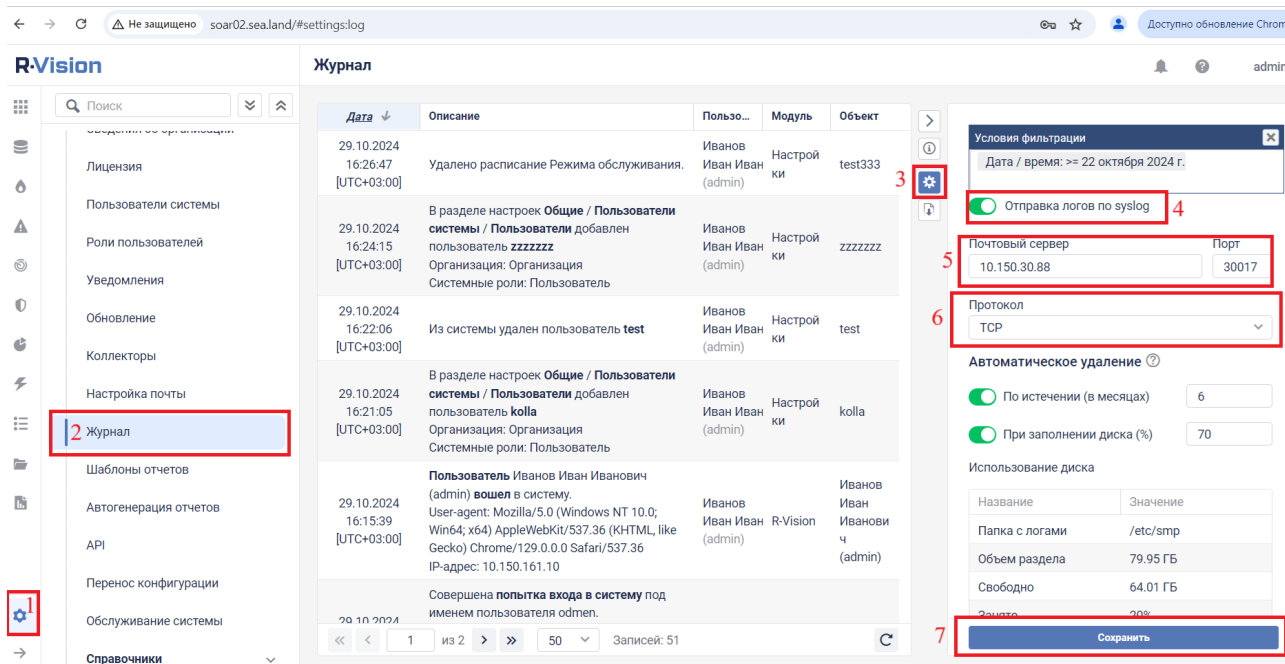 Не защищено soar02.sea.land/#settings:log
Доступно обновление Chrom
R·Vision
Журнал
admin
Поиск
Сведения об организации
Лицензия
Пользователи системы
Роли пользователей
Уведомления
Обновление
Коллекторы
Настройка почты
2 Журнал
Шаблоны отчетов
Автогенерация отчетов
API
Перенос конфигурации
1
Обслуживание системы
Справочники
Дата
Описание
Пользо...
Модуль
Объект
29.10.2024
16:26:47
[UTC+03:00]
Удалено расписание Режима обслуживания.
Иванов
Иван Иван
(admin)
Настрой
ки
test333
29.10.2024
16:24:15
[UTC+03:00]
В разделе настроек Общие / Пользователи
системы / Пользователи добавлен
пользователь zzzzzzz
Организация: Организация
Системные роли: Пользователь
Иванов
Иван Иван
(admin)
Настрой
ки
zzzzzzz
29.10.2024
16:22:06
[UTC+03:00]
Из системы удален пользователь test
Иванов
Иван Иван
(admin)
Настрой
ки
test
29.10.2024
16:21:05
[UTC+03:00]
В разделе настроек Общие / Пользователи
системы / Пользователи добавлен
пользователь kolla
Организация: Организация
Системные роли: Пользователь
Иванов
Иван Иван
(admin)
Настрой
ки
kolla
29.10.2024
16:15:39
[UTC+03:00]
Пользователь Иванов Иван Иванович
(admin) вошел в систему.
User-agent: Mozilla/5.0 (Windows NT 10.0;
Win64; x64) AppleWebKit/537.36 (KHTML, like
Gecko) Chrome/129.0.0.0 Safari/537.36
IP-адрес: 10.150.161.10
Иванов
Иван Иван
(admin)
R-Vision
Иванов
Иван
Иванови
ч
(admin)
29.10.2024
Совершена попытка входа в систему под
именем пользователя odmen.
1 из 2 50 Записей: 51
3
Условия фильтрации
Дата / время: >= 22 октября 2024 г.
Отправка логов по syslog 4
Почтовый сервер Порт
5 10.150.30.88 30017
6 Протокол
TCP
Автоматическое удаление
По истечении (в месяцах) 6
При заполнении диска (%) 70
Использование диска
Название Значение
Папка с логами /etc/smp
Объем раздела 79.95 ГБ
Свободно 64.01 ГБ
Занято 20%
7 Сохранить